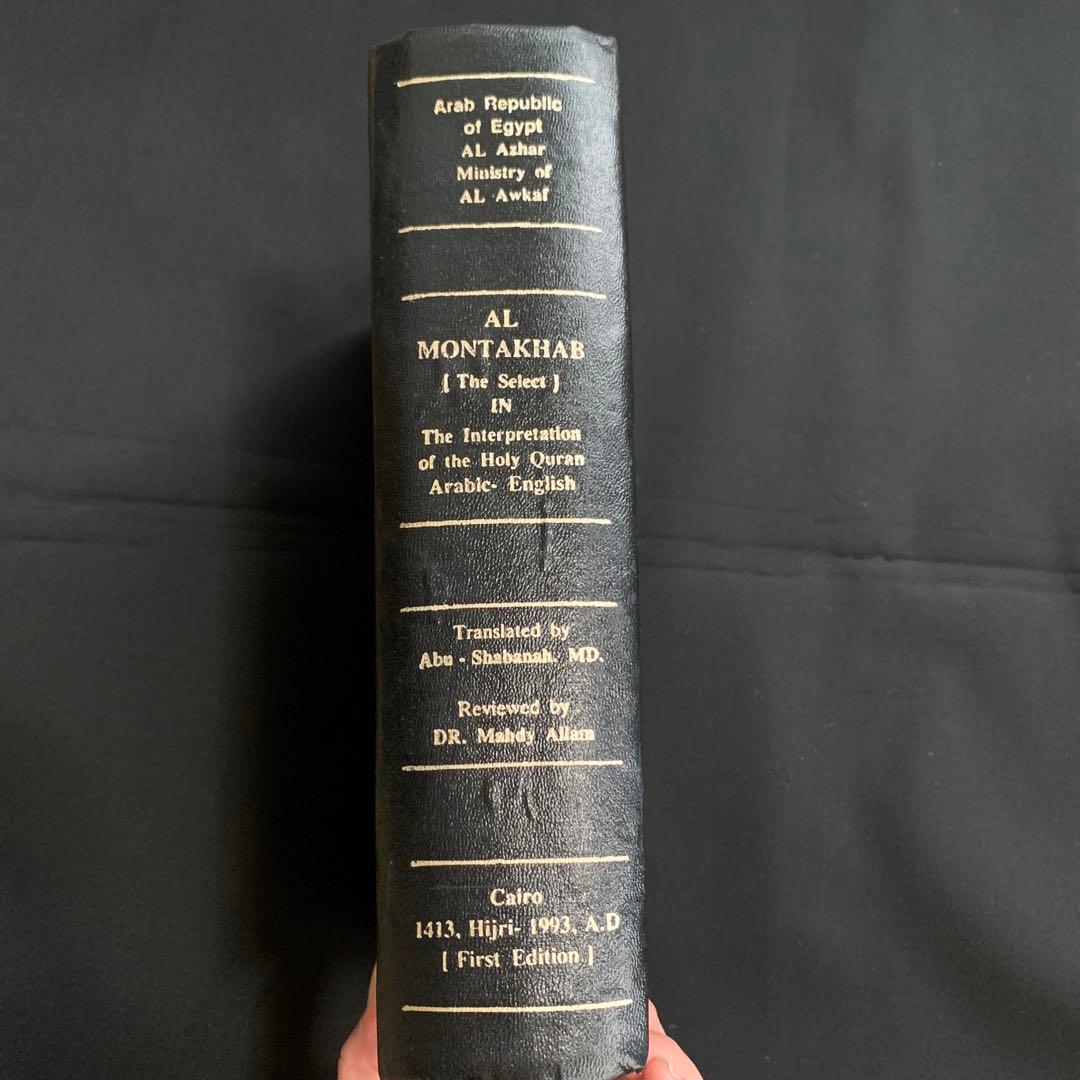 Arab Republic
of Egypt
AL Azhar
Ministry of
AL Awkaf
AL
MONTAKHAB
[ The Select ]
IN
The Interpretation
of the Holy Quran
Arabic- English
Translated by
Abu - Shabanah. MD.
Reviewed by
DR. Mahdy Allam
Cairo
1413, Hijri- 1993, A.D
[ First Edition ]